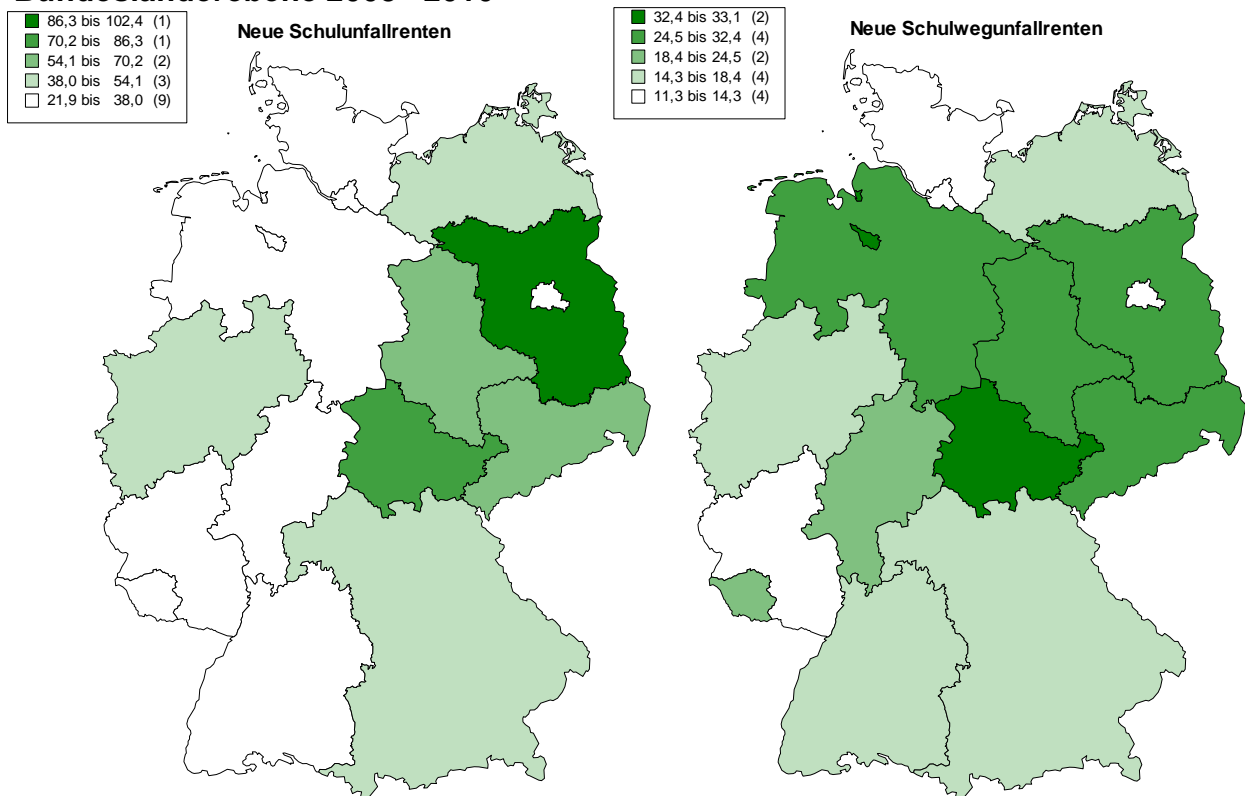 Neue Schulunfallrenten
86,3 bis 102,4 (1)
70,2 bis 86,3 (1)
54,1 bis 70,2 (2)
38,0 bis 54,1 (3)
21,9 bis 38,0 (9)
Neue Schulwegunfallrenten
32,4 bis 33,1 (2)
24,5 bis 32,4 (4)
18,4 bis 24,5 (2)
14,3 bis 18,4 (4)
11,3 bis 14,3 (4)